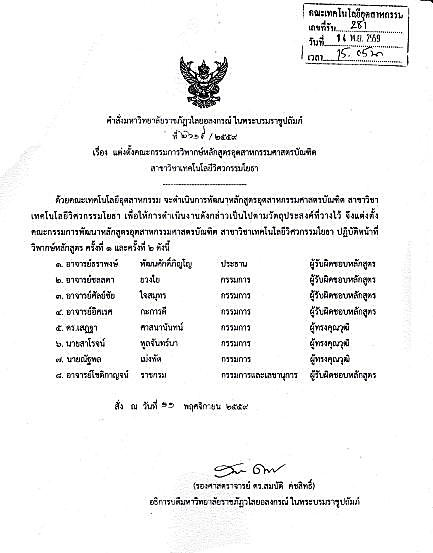 คณะเทคโนโลยีอุตสาหกรรม
เลขที่รับ 281
วันที่ 14 พ.ย. 2559
เวลา 15.05 น.
คำสั่งมหาวิทยาลัยราชภัฏวไลยอลงกรณ์ ในพระบรมราชูปถัมภ์
ที่ /๒๕๕๙
เรื่อง แต่งตั้งคณะกรรมการวิพากษ์หลักสูตรอุตสาหกรรมศาสตรบัณฑิต
สาขาวิชาเทคโนโลยีวิศวกรรมโยธา
ด้วยคณะเทคโนโลยีอุตสาหกรรม จะดำเนินการพัฒนาหลักสูตรอุตสาหกรรมศาสตรบัณฑิต สาขาวิชา
เทคโนโลยีวิศวกรรมโยธา เพื่อให้การดำเนินงานดังกล่าวเป็นไปตามวัตถุประสงค์ที่วางไว้ จึงแต่งตั้ง
คณะกรรมการพัฒนาหลักสูตรอุตสาหกรรมศาสตรบัณฑิต สาขาวิชาเทคโนโลยีวิศวกรรมโยธา ปฏิบัติหน้าที่
วิพากษ์หลักสูตร ครั้งที่ ๑ และครั้งที่ ๒ ดังนี้
๑. อาจารย์ธราพงษ์ พัฒนศักดิ์ภิญโญ ประธาน ผู้รับผิดชอบหลักสูตร
๒. อาจารย์ชลลดา ยวงใย กรรมการ ผู้รับผิดชอบหลักสูตร
๓. อาจารย์ศัลย์ชัย ใจสมุทร กรรมการ ผู้รับผิดชอบหลักสูตร
๔. อาจารย์อิศเรศ กะการดี กรรมการ ผู้รับผิดชอบหลักสูตร
๕. ดร.เสฏฐา ศาสนานันทน์ กรรมการ ผู้ทรงคุณวุฒิ
๖. นายสาโรจน์ พูลจันทร์นา กรรมการ ผู้ทรงคุณวุฒิ
๗. นายณัฐพล เม่งพัด กรรมการ ผู้ทรงคุณวุฒิ
๘. อาจารย์โชติกาญจน์ ราชกรม กรรมการและเลขานุการ ผู้รับผิดชอบหลักสูตร
สั่ง ณ วันที่ ๑๑ พฤศจิกายน ๒๕๕๙
(รองศาสตราจารย์ ดร.สมบัติ คชสิทธิ์)
อธิการบดีมหาวิทยาลัยราชภัฏวไลยอลงกรณ์ ในพระบรมราชูปถัมภ์